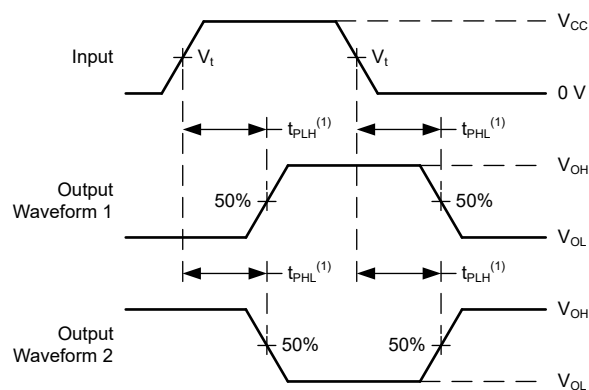 V_CC
Input
V_t
V_t
0 V
t_PLH^(1)
t_PHL^(1)
V_OH
Output
Waveform 1
50%
50%
V_OL
t_PHL^(1)
t_PLH^(1)
V_OH
Output
Waveform 2
50%
50%
V_OL